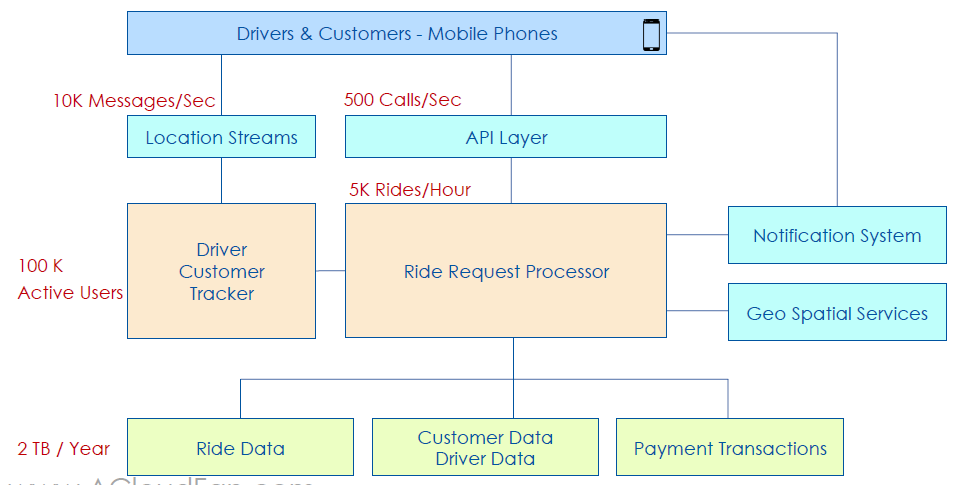 Drivers & Customers - Mobile Phones
10K Messages/Sec
500 Calls/Sec
Location Streams
API Layer
5K Rides/Hour
100 K
Active Users
Driver
Customer
Tracker
Ride Request Processor
Notification System
Geo Spatial Services
2 TB / Year
Ride Data
Customer Data
Driver Data
Payment Transactions